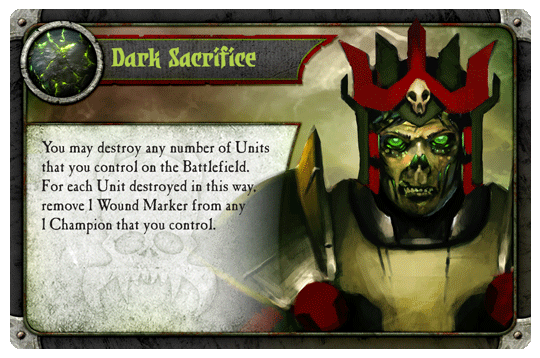 Dark Sacrifice
You may destroy any number of Units
that you control on the Battlefield.
For each Unit destroyed in this way,
remove 1 Wound Marker from any
1 Champion that you control.